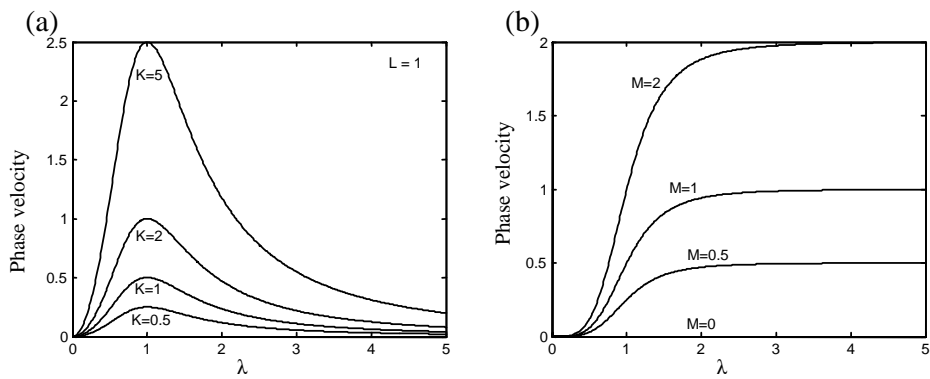 (a)
Phase velocity
2.5
2
1.5
1
0.5
0
L = 1
K=5
K=2
K=1
K=0.5
0 1 2 3 4 5
λ
(b)
Phase velocity
2
1.5
1
0.5
0
M=2
M=1
M=0.5
M=0
0 1 2 3 4 5
λ